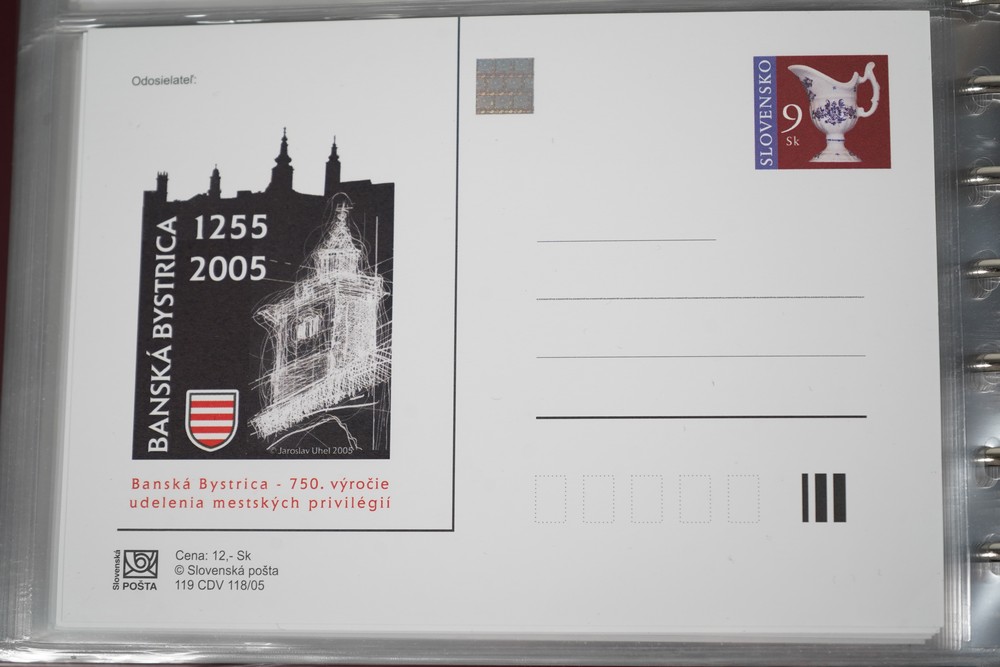 Odosielateľ:
SLOVENSKO
9
Sk
BANSKÁ BYSTRICA
1255
2005
© Jaroslav Uhel 2005
Banská Bystrica - 750. výročie
udelenia mestských privilégií
Slovenská
POŠTA
Cena: 12,- Sk
© Slovenská pošta
119 CDV 118/05